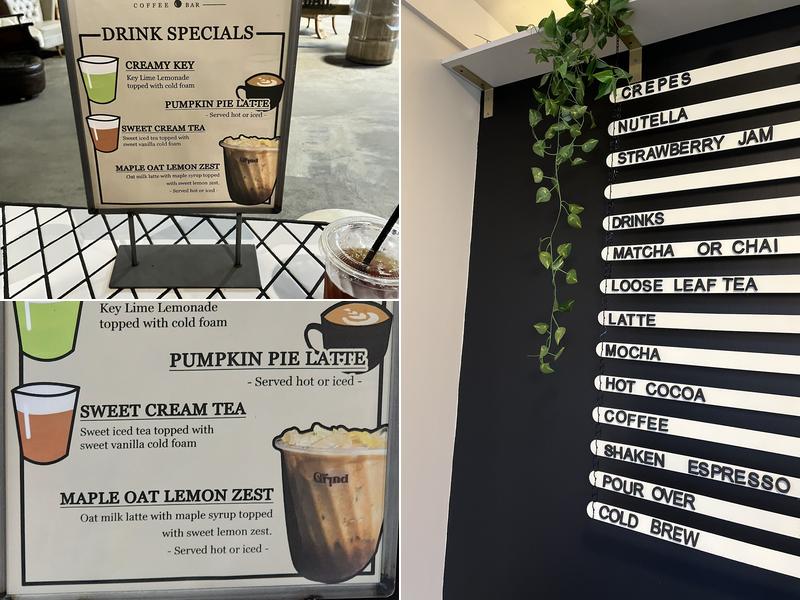 COFFEE BAR
DRINK SPECIALS
CREAMY KEY
Key Lime Lemonade
topped with cold foam
PUMPKIN PIE LATTE
- Served hot or iced -
SWEET CREAM TEA
Sweet iced tea topped with
sweet vanilla cold foam
MAPLE OAT LEMON ZEST
Oat milk latte with maple syrup topped
with sweet lemon zest.
- Served hot or iced -
Grind
Key Lime Lemonade
topped with cold foam
PUMPKIN PIE LATTE
- Served hot or iced -
SWEET CREAM TEA
Sweet iced tea topped with
sweet vanilla cold foam
MAPLE OAT LEMON ZEST
Oat milk latte with maple syrup topped
with sweet lemon zest.
- Served hot or iced -
Grind
CREPES
NUTELLA
STRAWBERRY JAM
DRINKS
MATCHA OR CHAI
LOOSE LEAF TEA
LATTE
MOCHA
HOT COCOA
COFFEE
SHAKEN ESPRESSO
POUR OVER
COLD BREW